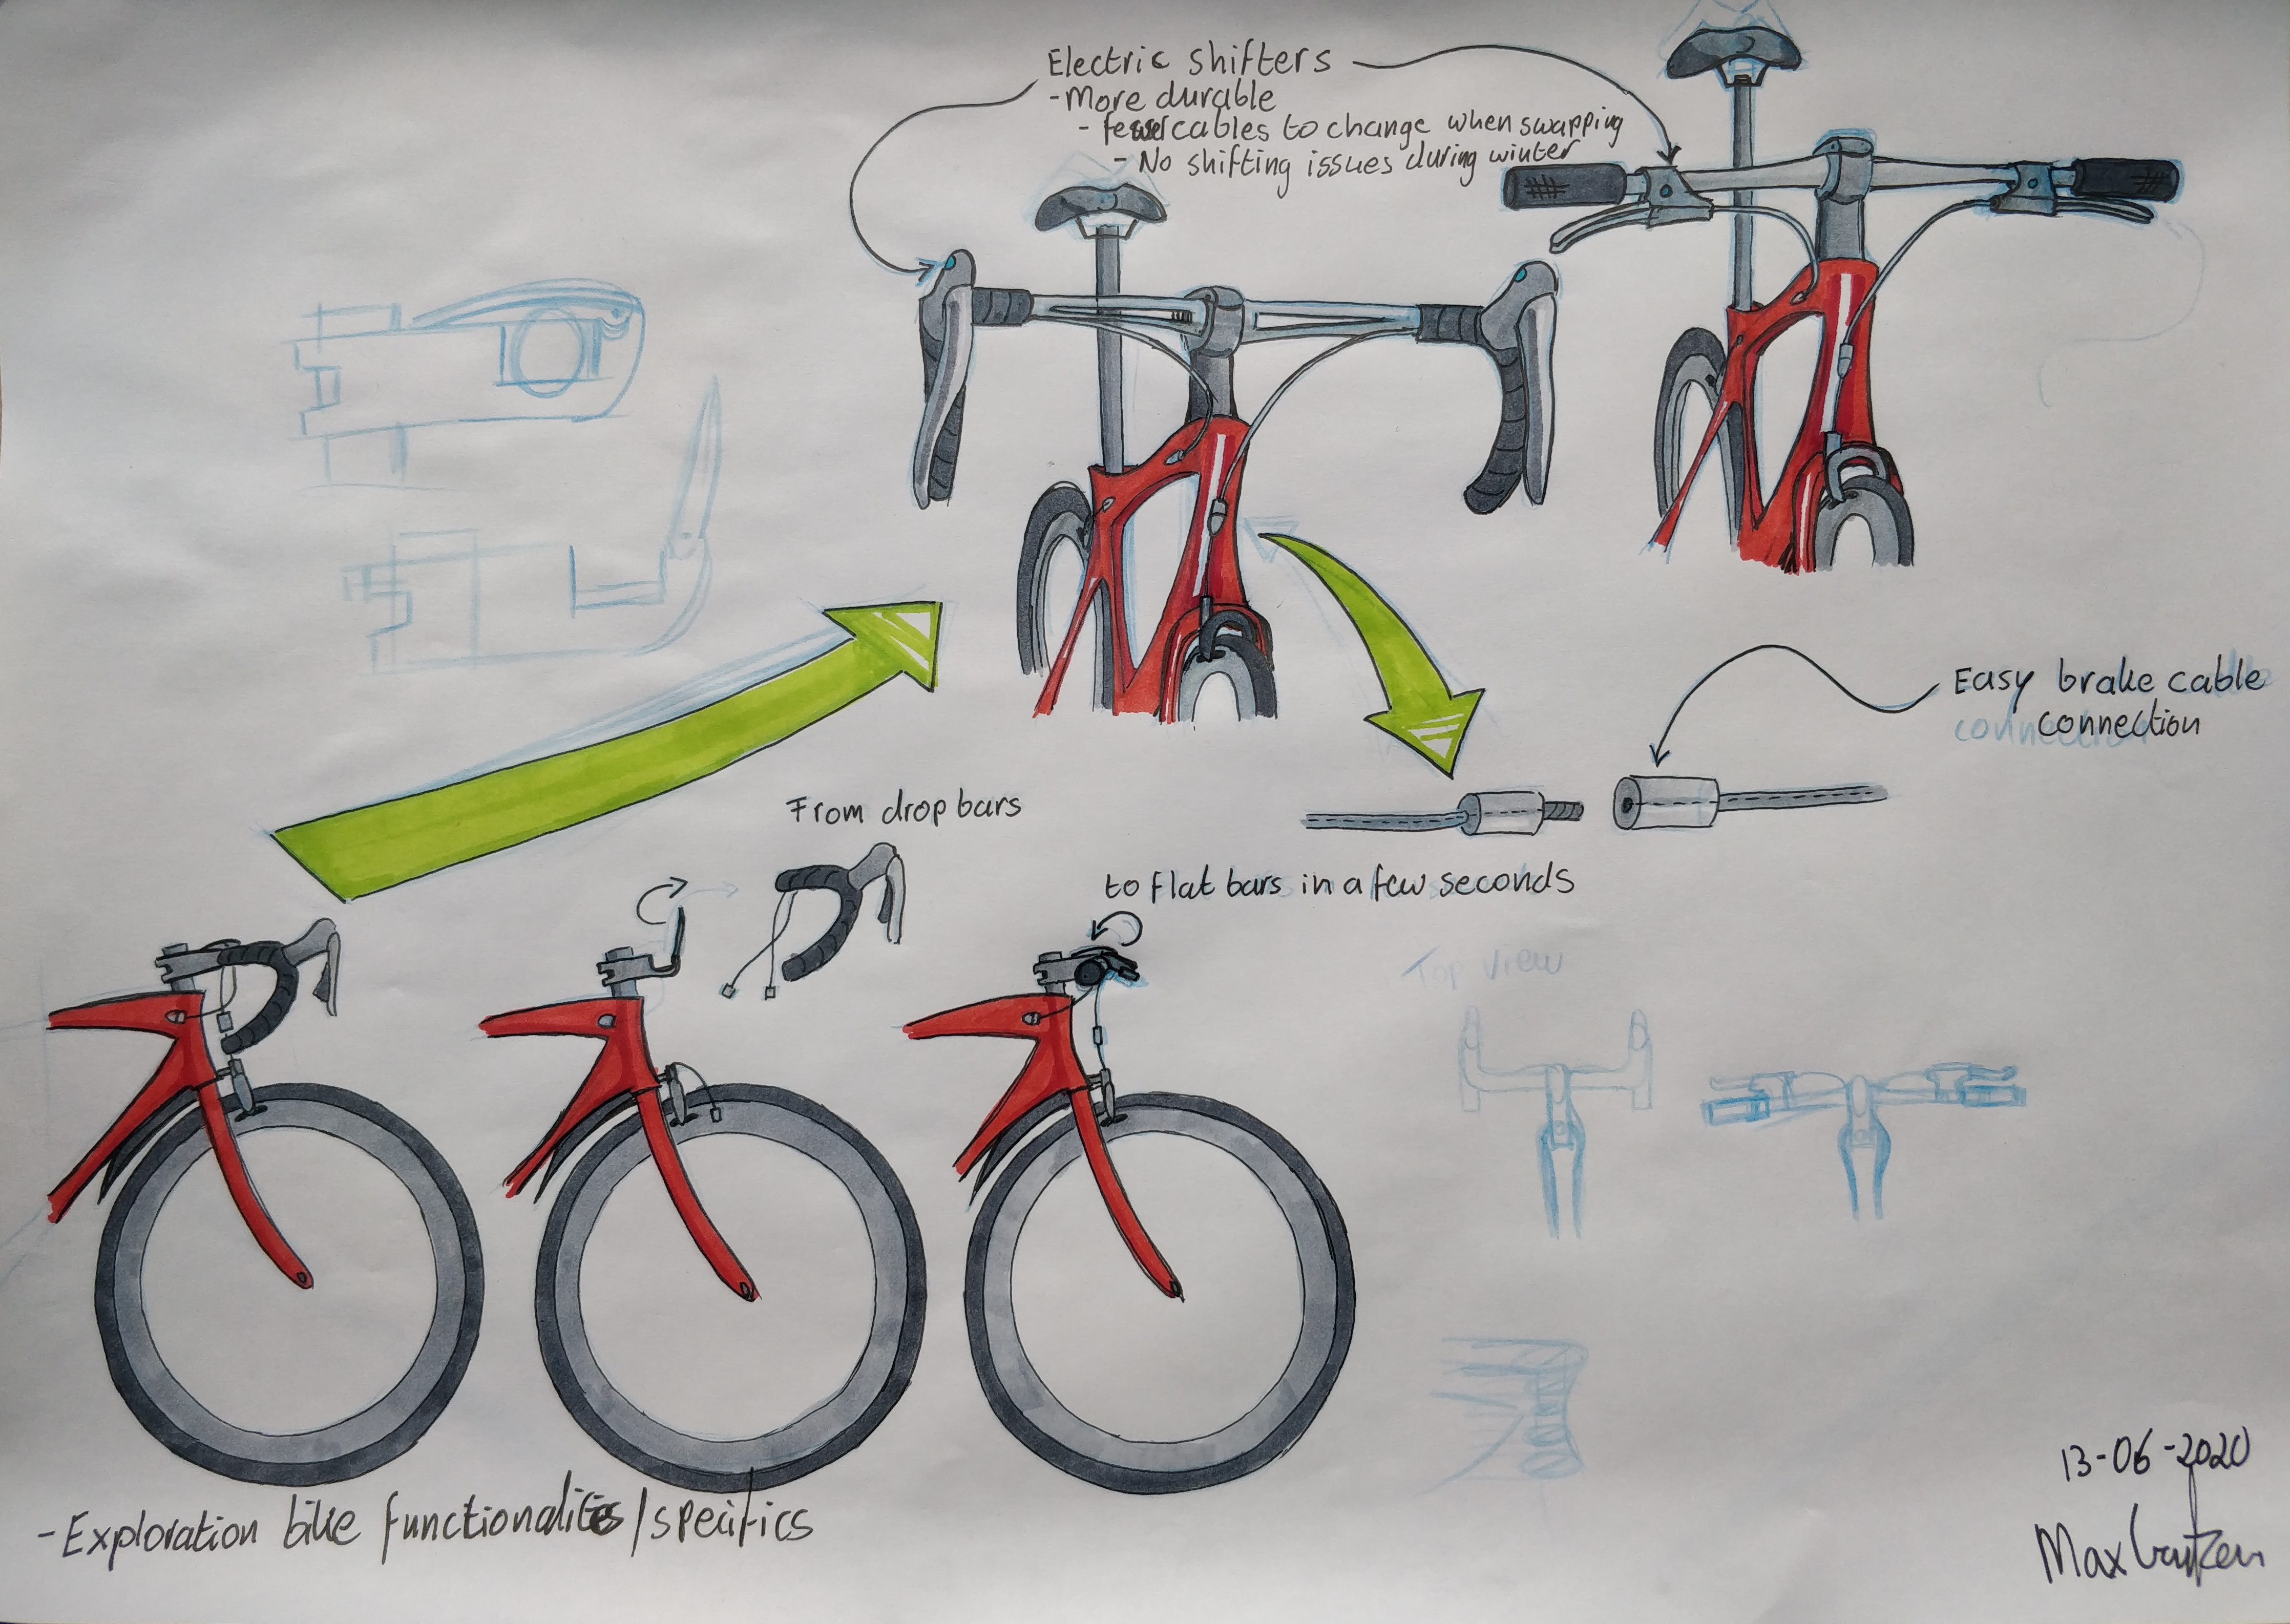 Electric shifters
- More durable
- fewer cables to change when swapping
- No shifting issues during winter
Easy brake cable
connection
From drop bars
to flat bars in a few seconds
Top view
- Exploration bike functionalities/specifics
13-06-2020
Max